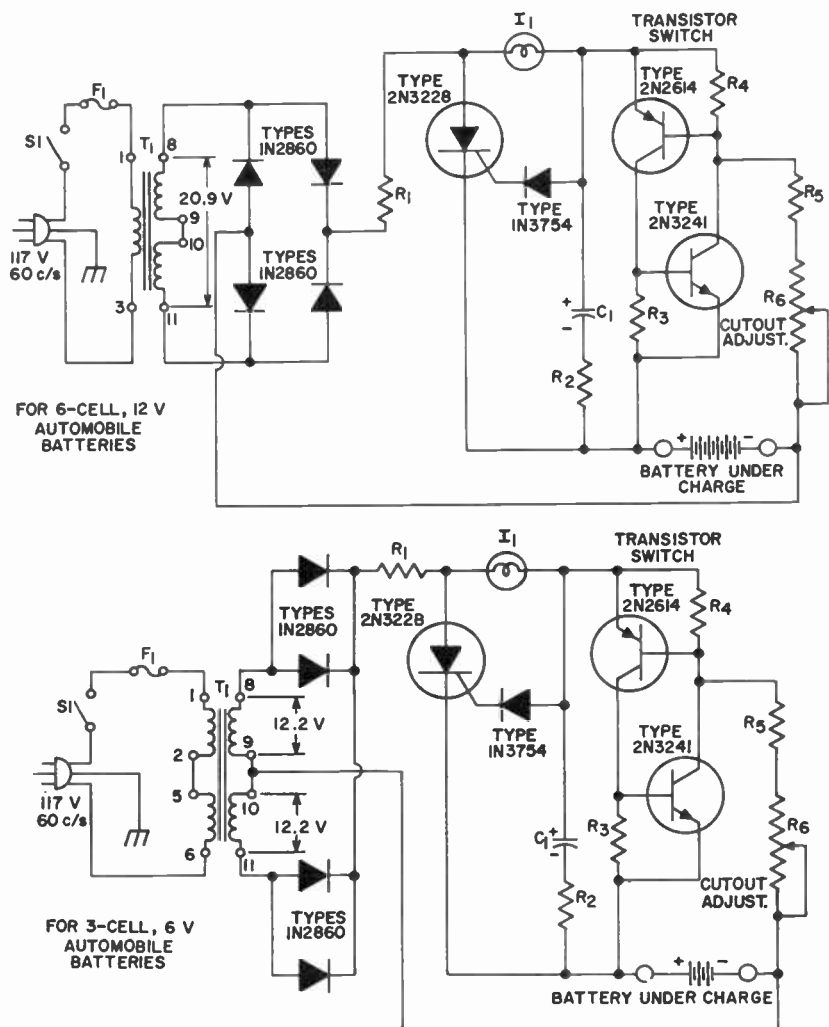 I1
TRANSISTOR
SWITCH
TYPE
2N3228
TYPE
2N2614
R4
F1
S1
T1
1
8
TYPES
1N2860
20.9 V
9
10
R1
TYPE
1N3754
TYPE
2N3241
R5
117 V
60 c/s
TYPES
1N2860
3
11
+
C1
-
R3
R6
CUTOUT
ADJUST.
R2
FOR 6-CELL, 12 V
AUTOMOBILE
BATTERIES
+ -
BATTERY UNDER
CHARGE
I1
TRANSISTOR
SWITCH
R1
TYPE
2N3228
TYPE
2N2614
R4
TYPES
1N2860
F1
S1
1
T1
8
12.2 V
TYPE
1N3754
TYPE
2N3241
R5
2
9
5
10
117 V
60 c/s
12.2 V
6
11
C1
+
-
R3
R6
CUTOUT
ADJUST.
R2
TYPES
1N2860
FOR 3-CELL, 6 V
AUTOMOBILE
BATTERIES
+ -
BATTERY UNDER CHARGE